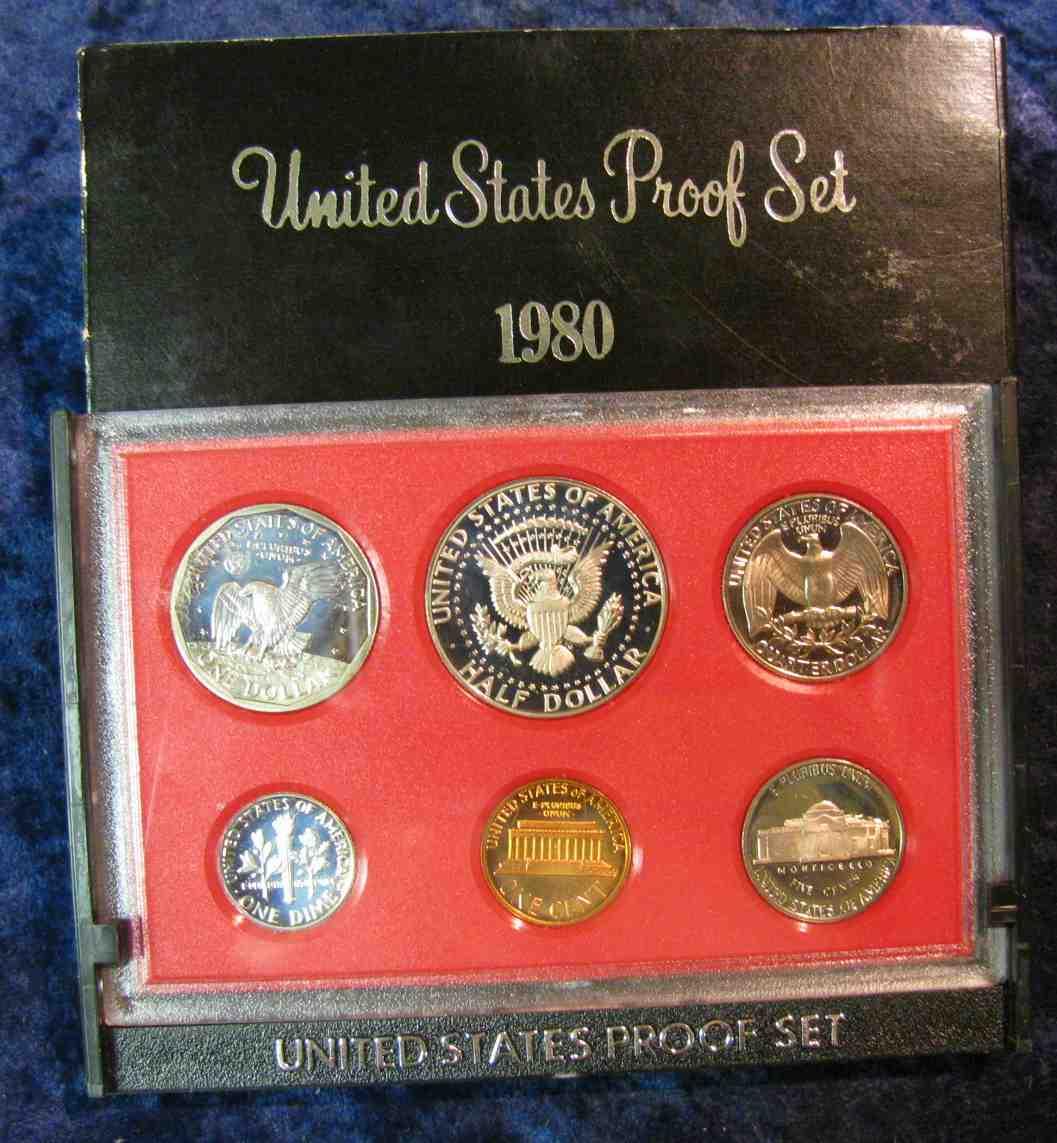 United States Proof Set
1980
UNITED STATES OF AMERICA
E PLURIBUS
UNUM
ONE DOLLAR
UNITED STATES OF AMERICA
HALF DOLLAR
UNITED STATES OF AMERICA
E PLURIBUS
UNUM
QUARTER DOLLAR
UNITED STATES OF AMERICA
ONE DIME
UNITED STATES OF AMERICA
E PLURIBUS
UNUM
ONE CENT
E PLURIBUS UNUM
MONTICELLO
FIVE CENTS
UNITED STATES OF AMERICA
UNITED STATES PROOF SET